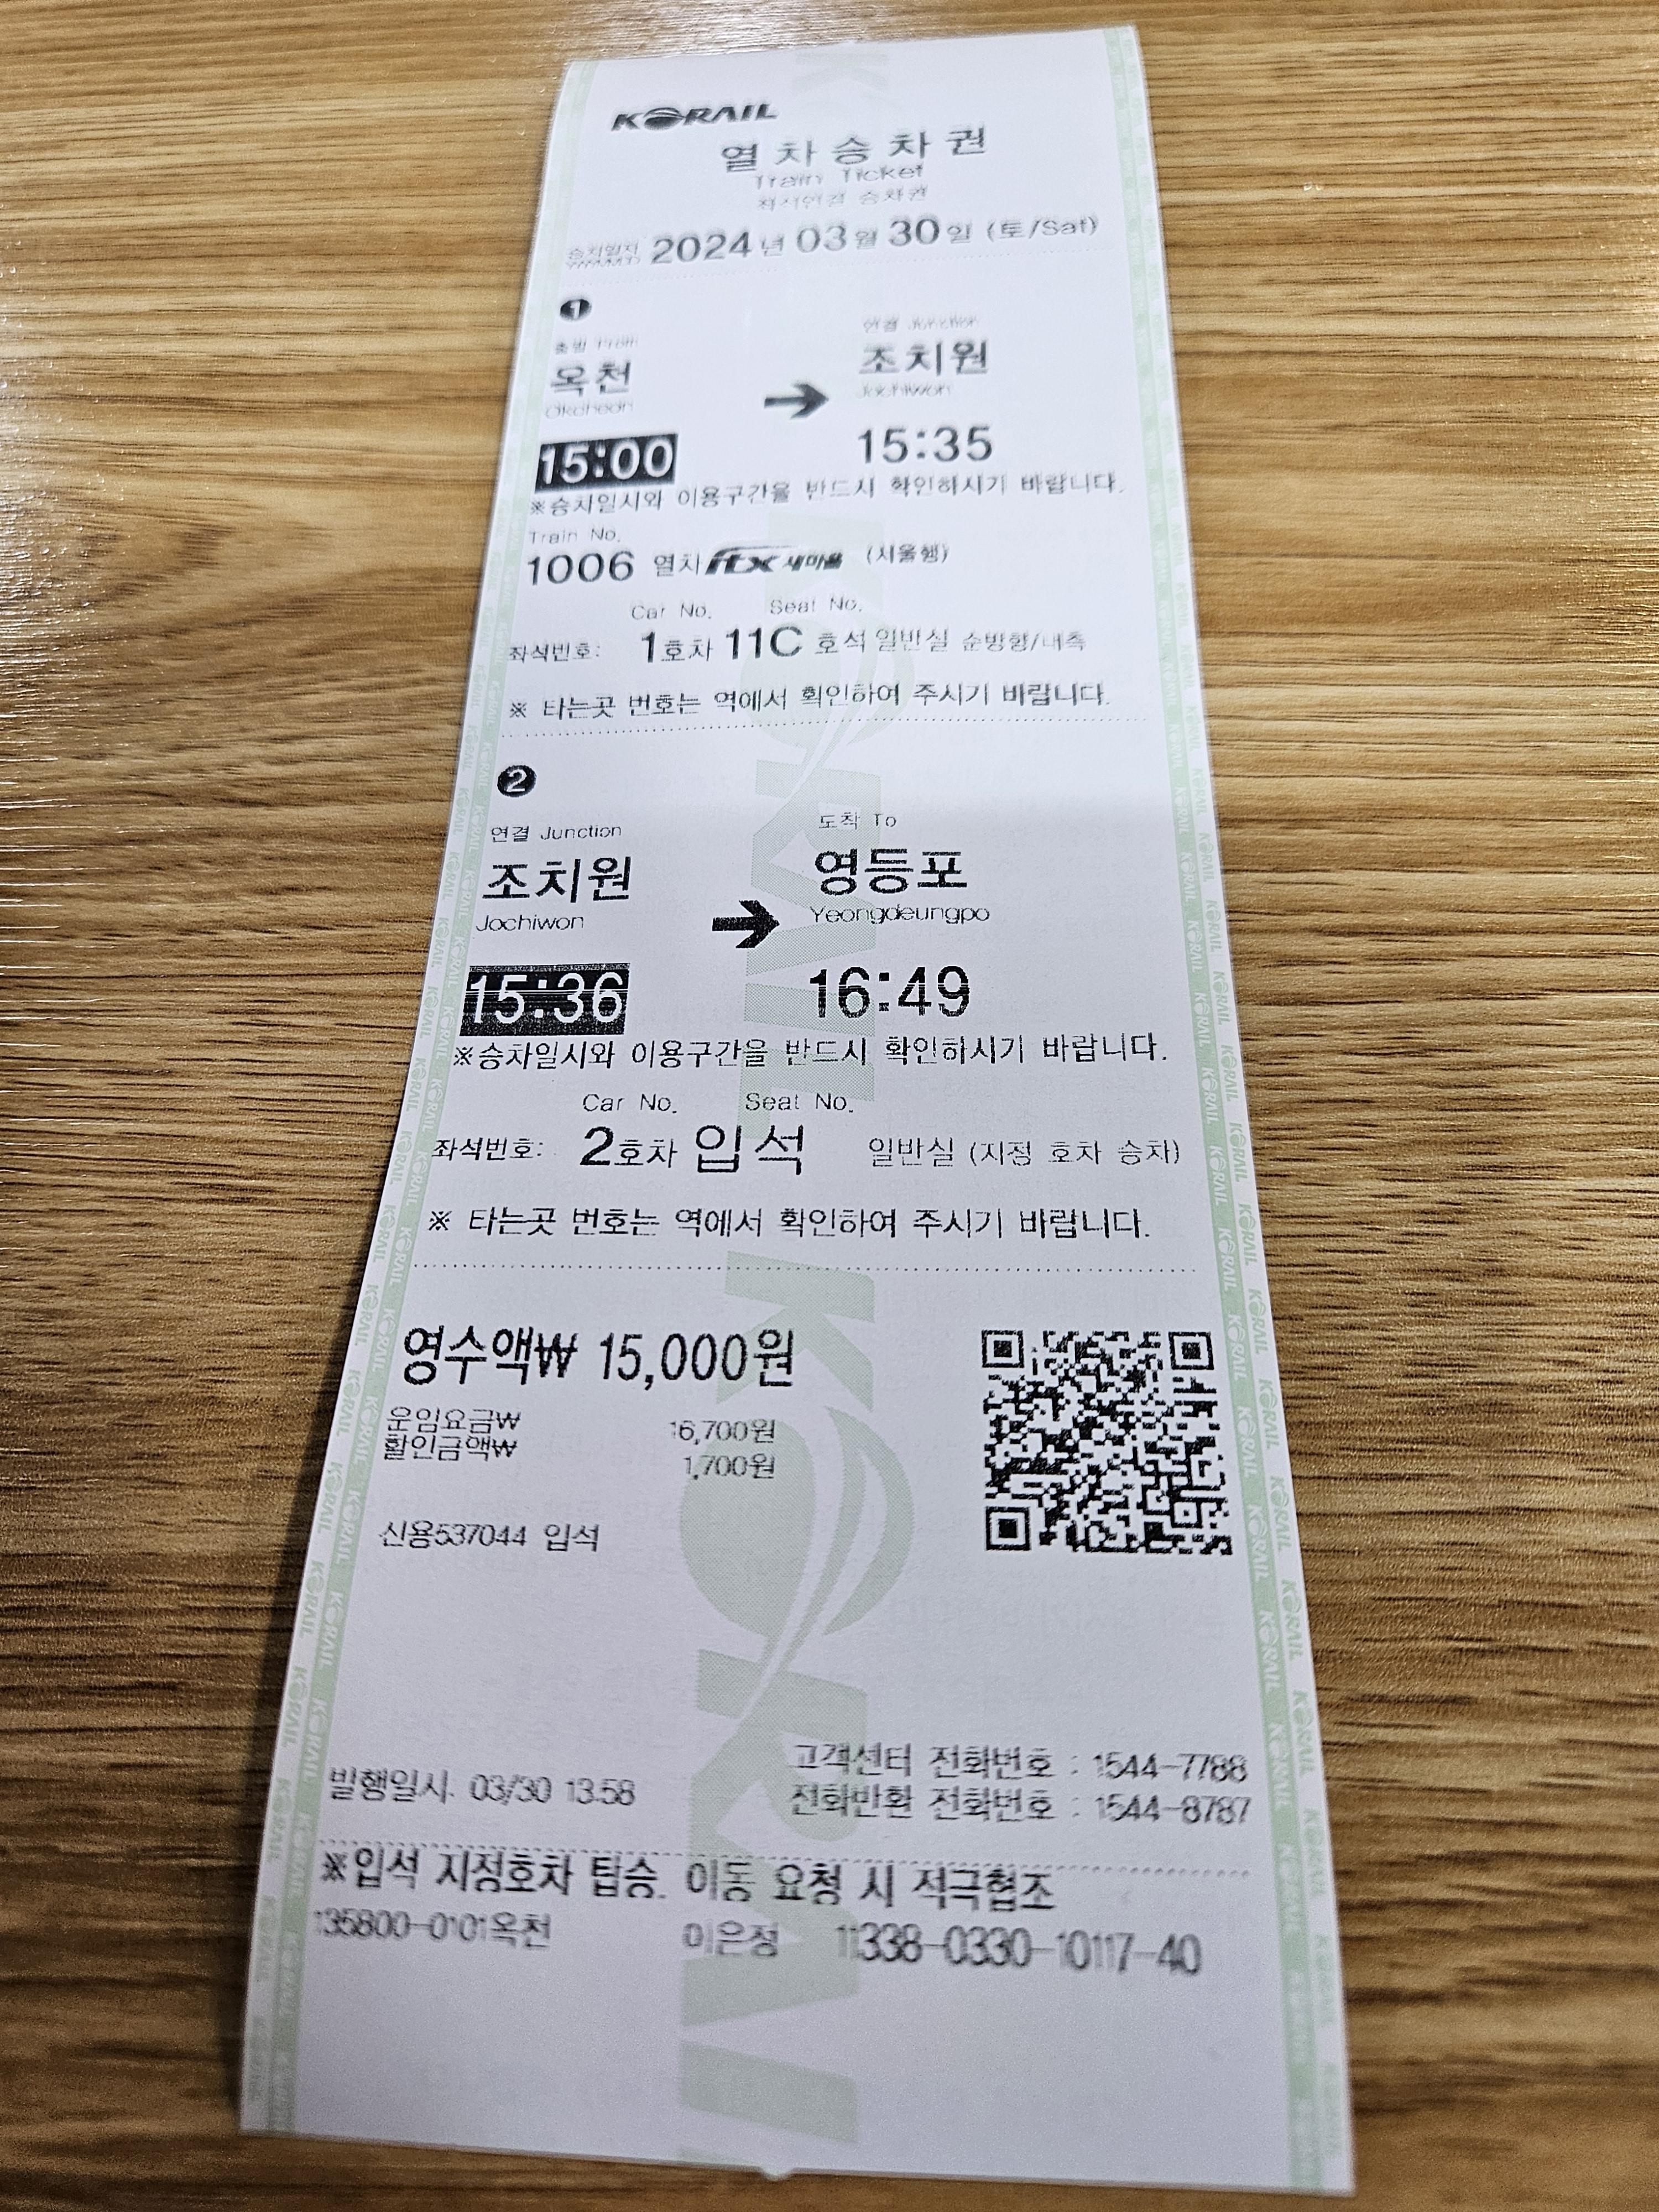 KORAIL
열차승차권
Train Ticket
좌석연결 승차권
승차일자 2024년 03월 30일 (토/Sat)
1
출발 From 연결 Junction
옥천 → 조치원
Okcheon Jochiwon
15:00 15:35
※승차일시와 이용구간을 반드시 확인하시기 바랍니다.
Train No.
1006 열차 itx 새마을 (서울행)
Car No. Seat No.
좌석번호: 1호차 11C 호석 일반실 순방향/내측
※ 타는곳 번호는 역에서 확인하여 주시기 바랍니다.
2
연결 Junction 도착 To
조치원 → 영등포
Jochiwon Yeongdeungpo
15:36 16:49
※승차일시와 이용구간을 반드시 확인하시기 바랍니다.
Car No. Seat No.
좌석번호: 2호차 입석 일반실 (지정 호차 승차)
※ 타는곳 번호는 역에서 확인하여 주시기 바랍니다.
영수액₩ 15,000원
운임요금₩ 16,700원
할인금액₩ 1,700원
신용537044 입석
고객센터 전화번호 : 1544-7788
발행일시. 03/30 13:58
전화반환 전화번호 : 1544-8787
※입석 지정호차 탑승. 이동 요청 시 적극협조
135800-0101옥천 이은정 11338-0330-10117-40